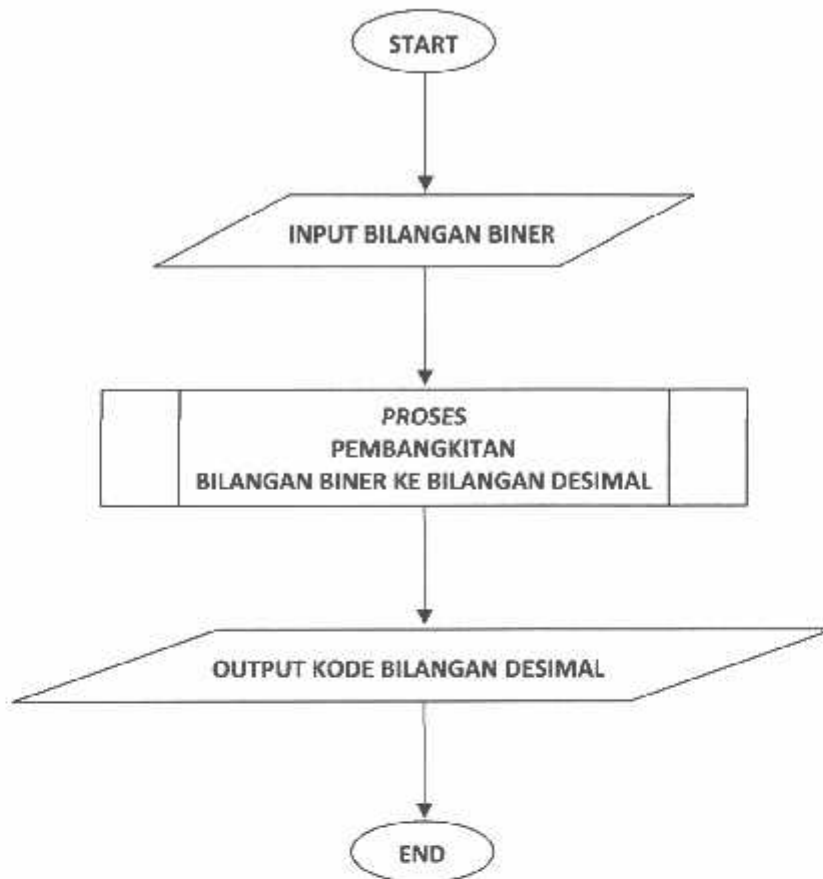 START
INPUT BILANGAN BINER
PROSES
PEMBANGKITAN
BILANGAN BINER KE BILANGAN DESIMAL
OUTPUT KODE BILANGAN DESIMAL
END